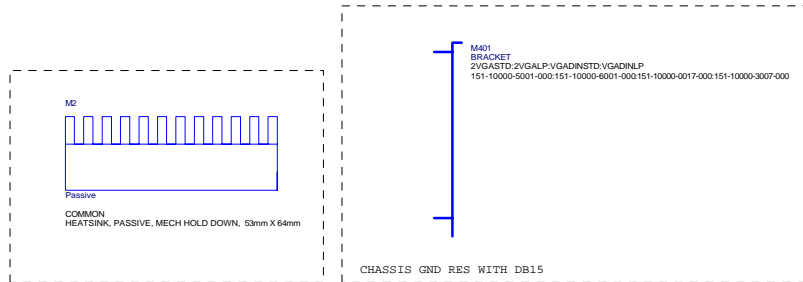 M2
Passive
COMMON
HEATSINK, PASSIVE, MECH HOLD DOWN, 53mm X 64mm
M401
BRACKET
2VGASTD:2VGALP:VGADINSTD:VGADINLP
151-10000-5001-000:151-10000-6001-000:151-10000-0017-000:151-10000-3007-000
CHASSIS GND RES WITH DB15